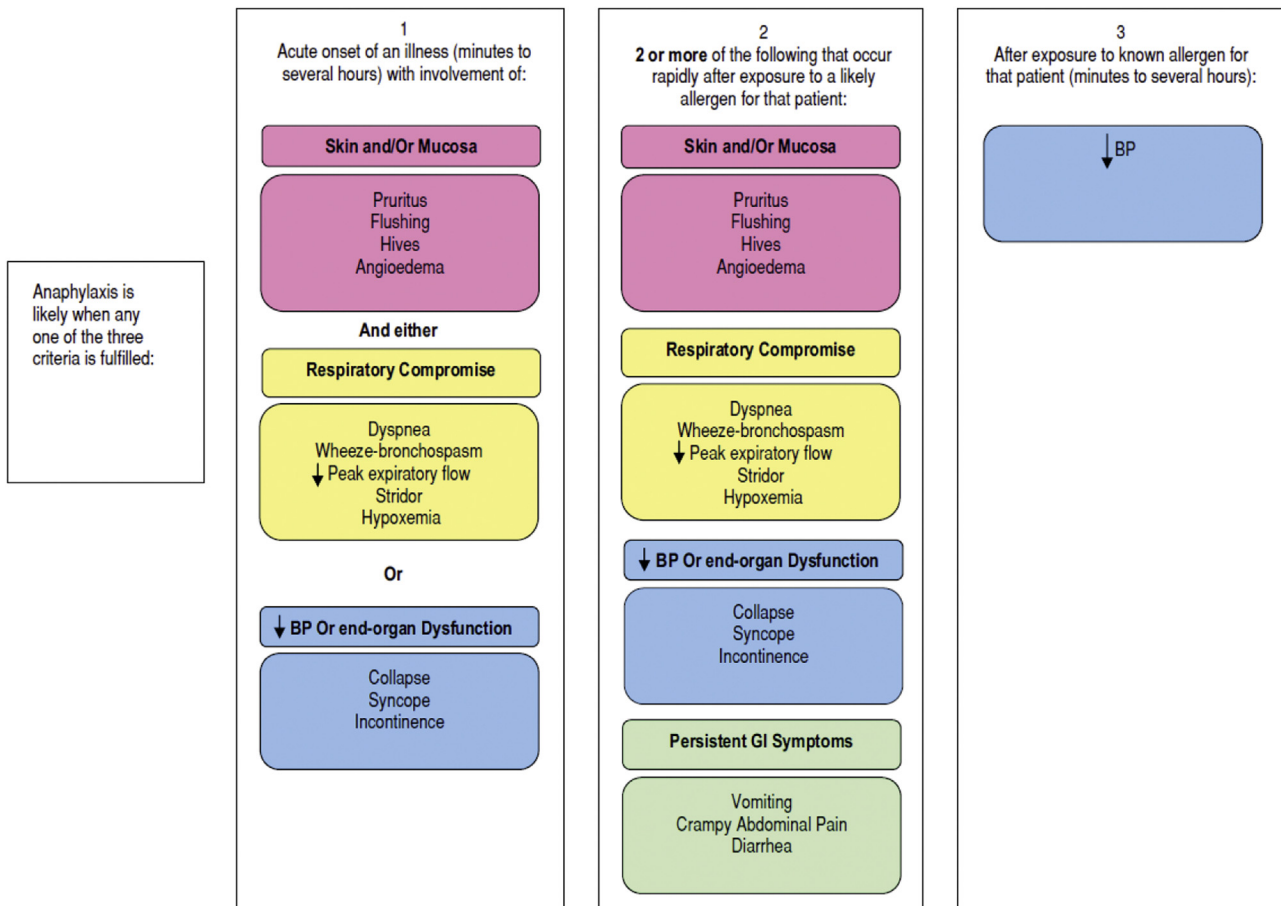 Anaphylaxis is
likely when any
one of the three
criteria is fulfilled:
1
Acute onset of an illness (minutes to
several hours) with involvement of:
Skin and/Or Mucosa
Pruritus
Flushing
Hives
Angioedema
And either
Respiratory Compromise
Dyspnea
Wheeze-bronchospasm
↓ Peak expiratory flow
Stridor
Hypoxemia
Or
↓ BP Or end-organ Dysfunction
Collapse
Syncope
Incontinence
2
2 or more of the following that occur
rapidly after exposure to a likely
allergen for that patient:
Skin and/Or Mucosa
Pruritus
Flushing
Hives
Angioedema
Respiratory Compromise
Dyspnea
Wheeze-bronchospasm
↓ Peak expiratory flow
Stridor
Hypoxemia
↓ BP Or end-organ Dysfunction
Collapse
Syncope
Incontinence
Persistent GI Symptoms
Vomiting
Crampy Abdominal Pain
Diarrhea
3
After exposure to known allergen for
that patient (minutes to several hours):
↓ BP